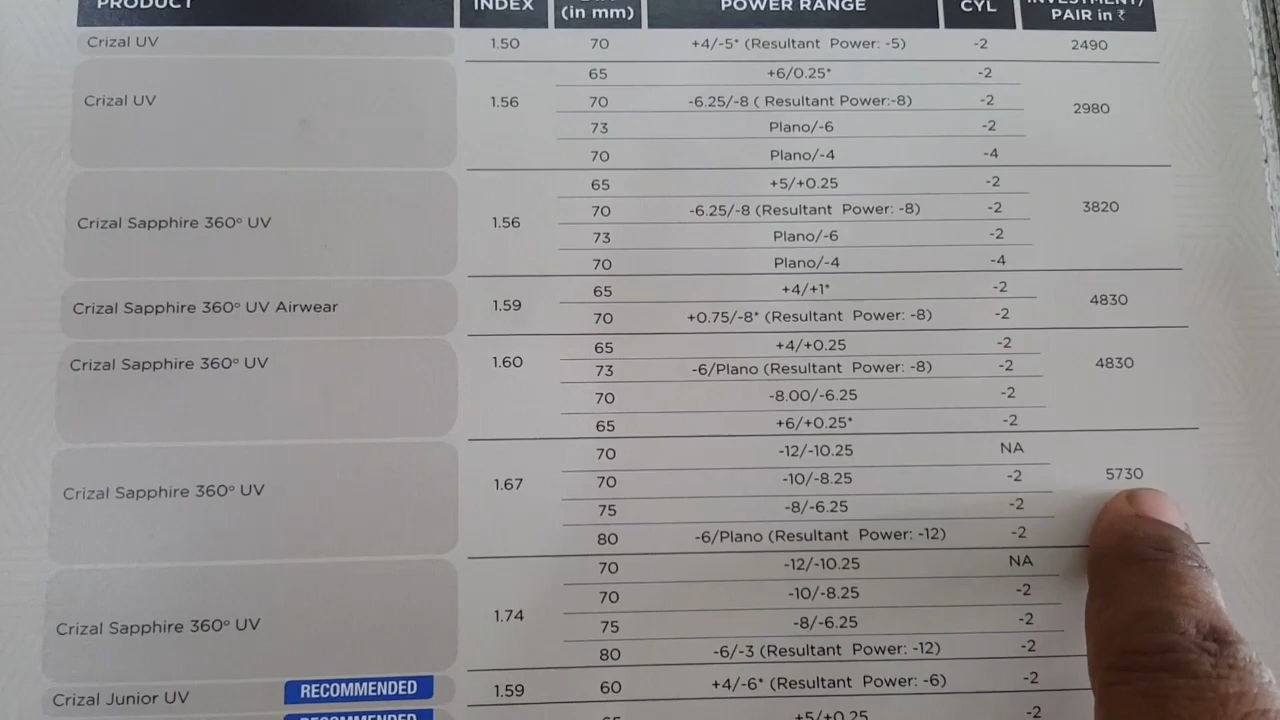 PRODUCT INDEX (in mm) POWER RANGE CYL PAIR in ₹
Crizal UV 1.50 70 +4/-5* (Resultant Power: -5) -2 2490
65 +6/0.25* -2
Crizal UV 1.56 70 -6.25/-8 ( Resultant Power:-8) -2 2980
73 Plano/-6 -2
70 Plano/-4 -4
65 +5/+0.25 -2
Crizal Sapphire 360° UV 1.56 70 -6.25/-8 (Resultant Power: -8) -2 3820
73 Plano/-6 -2
70 Plano/-4 -4
65 +4/+1* -2
Crizal Sapphire 360° UV Airwear 1.59 70 +0.75/-8* (Resultant Power: -8) -2 4830
65 +4/+0.25 -2
Crizal Sapphire 360° UV 1.60 73 -6/Plano (Resultant Power: -8) -2 4830
70 -8.00/-6.25 -2
65 +6/+0.25* -2
70 -12/-10.25 NA
Crizal Sapphire 360° UV 1.67 70 -10/-8.25 -2 5730
75 -8/-6.25 -2
80 -6/Plano (Resultant Power: -12) -2
70 -12/-10.25 NA
70 -10/-8.25 -2
Crizal Sapphire 360° UV 1.74 75 -8/-6.25 -2
80 -6/-3 (Resultant Power: -12) -2
Crizal Junior UV RECOMMENDED 1.59 60 +4/-6* (Resultant Power: -6) -2
RECOMMENDED 65 +5/+0.25 -2